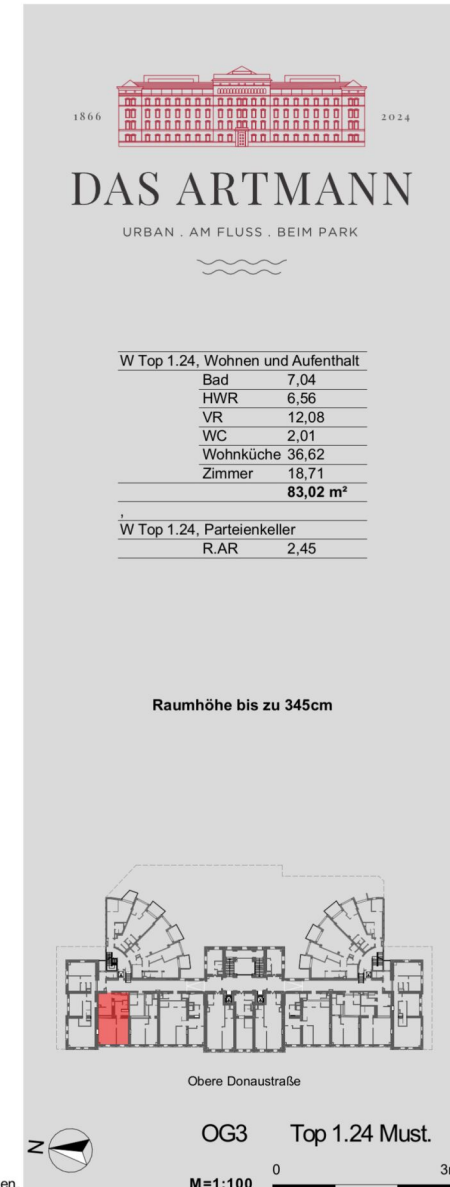 1866
2024
DAS ARTMANN
URBAN . AM FLUSS . BEIM PARK
W Top 1.24, Wohnen und Aufenthalt
Bad 7,04
HWR 6,56
VR 12,08
WC 2,01
Wohnküche 36,62
Zimmer 18,71
83,02 m²
,
W Top 1.24, Parteienkeller
R.AR 2,45
Raumhöhe bis zu 345cm
Obere Donaustraße
OG3 Top 1.24 Must.
N
0 3
en
M=1:100